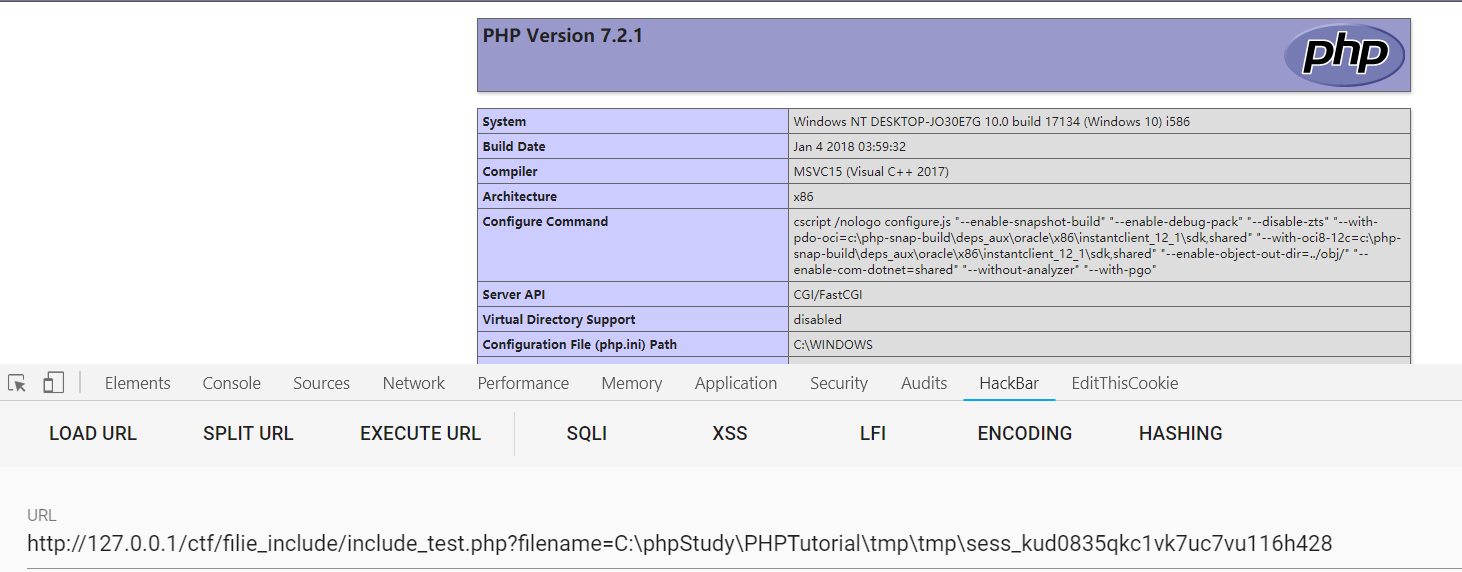 PHP Version 7.2.1
php
System Windows NT DESKTOP-JO30E7G 10.0 build 17134 (Windows 10) i586
Build Date Jan 4 2018 03:59:32
Compiler MSVC15 (Visual C++ 2017)
Architecture x86
Configure Command cscript /nologo configure.js "--enable-snapshot-build" "--enable-debug-pack" "--disable-zts" "--with-
pdo-oci=c:\php-snap-build\deps_aux\oracle\x86\instantclient_12_1\sdk,shared" "--with-oci8-12c=c:\php-
snap-build\deps_aux\oracle\x86\instantclient_12_1\sdk,shared" "--enable-object-out-dir=../obj/" "--
enable-com-dotnet=shared" "--without-analyzer" "--with-pgo"
Server API CGI/FastCGI
Virtual Directory Support disabled
Configuration File (php.ini) Path C:\WINDOWS
Elements Console Sources Network Performance Memory Application Security Audits HackBar EditThisCookie
LOAD URL SPLIT URL EXECUTE URL SQLI XSS LFI ENCODING HASHING
URL
http://127.0.0.1/ctf/filie_include/include_test.php?filename=C:\phpStudy\PHPTutorial\tmp\tmp\sess_kud0835qkc1vk7uc7vu116h428